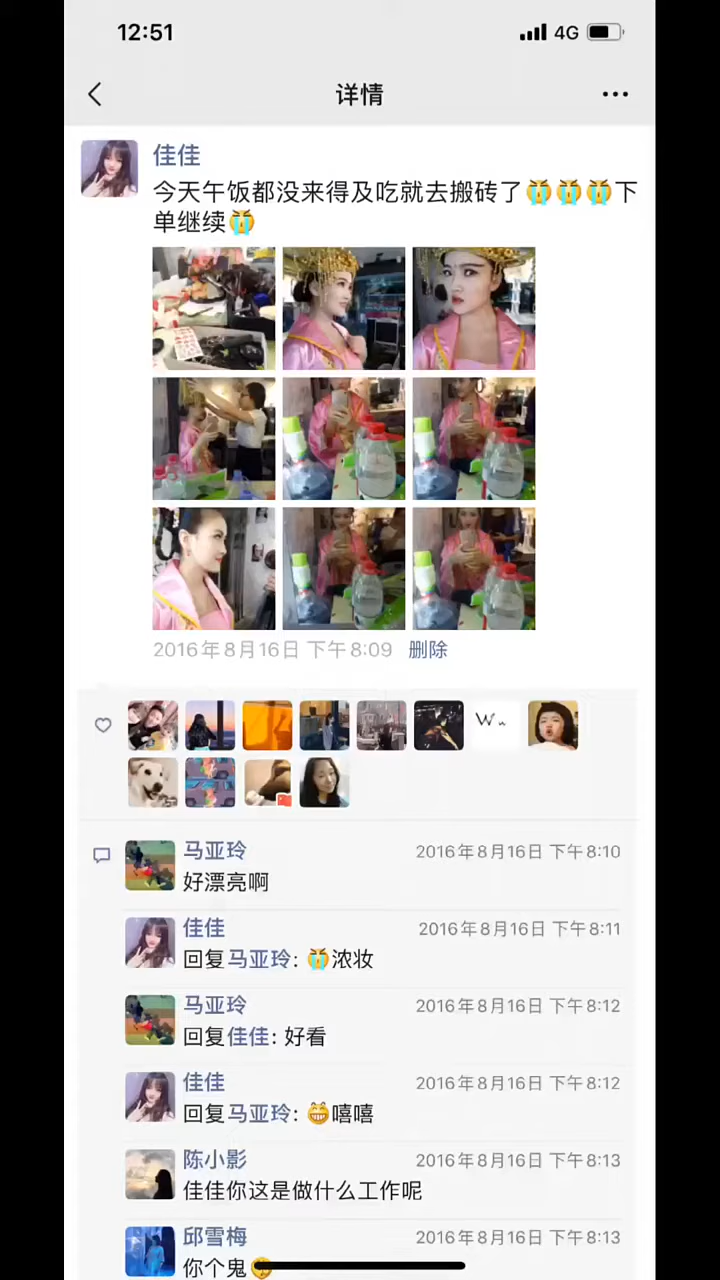 12:51
4G
详情
佳佳
今天午饭都没来得及吃就去搬砖了😭😭😭下
单继续😭
2016年8月16日 下午8:09 删除
W
马亚玲 2016年8月16日 下午8:10
好漂亮啊
佳佳 2016年8月16日 下午8:11
回复马亚玲: 😭浓妆
马亚玲 2016年8月16日 下午8:12
回复佳佳: 好看
佳佳 2016年8月16日 下午8:12
回复马亚玲: 😁嘻嘻
陈小影 2016年8月16日 下午8:13
佳佳你这是做什么工作呢
邱雪梅 2016年8月16日 下午8:13
你个鬼